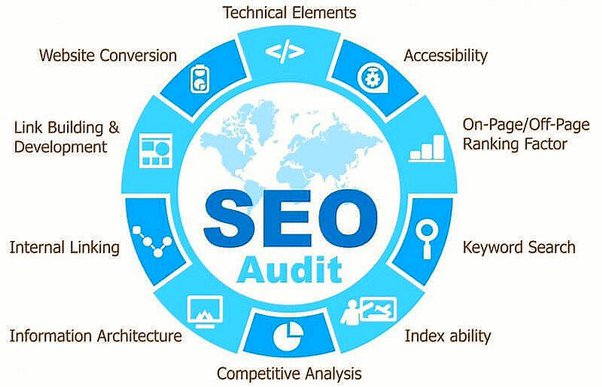 Technical Elements
Website Conversion
Accessibility
Link Building &
Development
On-Page/Off-Page
Ranking Factor
SEO
Audit
Internal Linking
Keyword Search
Information Architecture
Index ability
Competitive Analysis